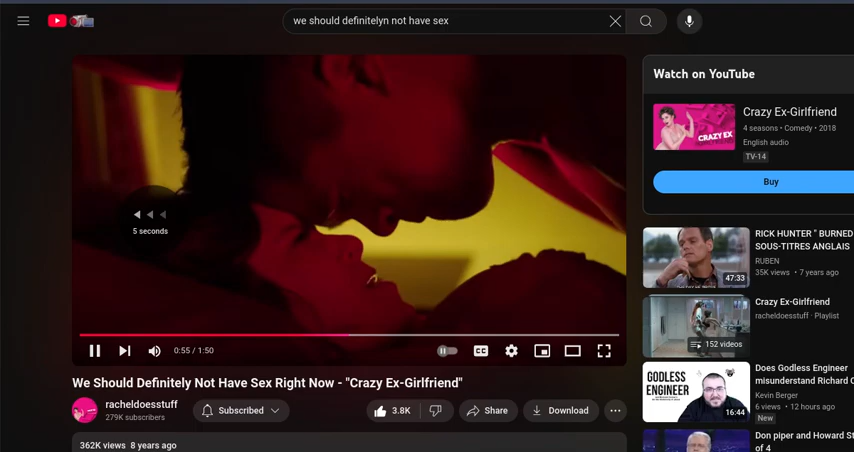 we should definitelyn not have sex
5 seconds
0:55 / 1:50
CC
We Should Definitely Not Have Sex Right Now - "Crazy Ex-Girlfriend"
racheldoesstuff
279K subscribers
Subscribed
3.8K
Share
Download
362K views 8 years ago
Watch on YouTube
CRAZY EX
Crazy Ex-Girlfriend
4 seasons • Comedy • 2018
English audio
TV-14
Buy
47:33
RICK HUNTER " BURNED
SOUS-TITRES ANGLAIS
RUBEN
35K views • 7 years ago
152 videos
Crazy Ex-Girlfriend
racheldoesstuff · Playlist
GODLESS
ENGINEER
16:44
Does Godless Engineer
misunderstand Richard C
Kevin Berger
6 views • 12 hours ago
New
Don piper and Howard St
of 4